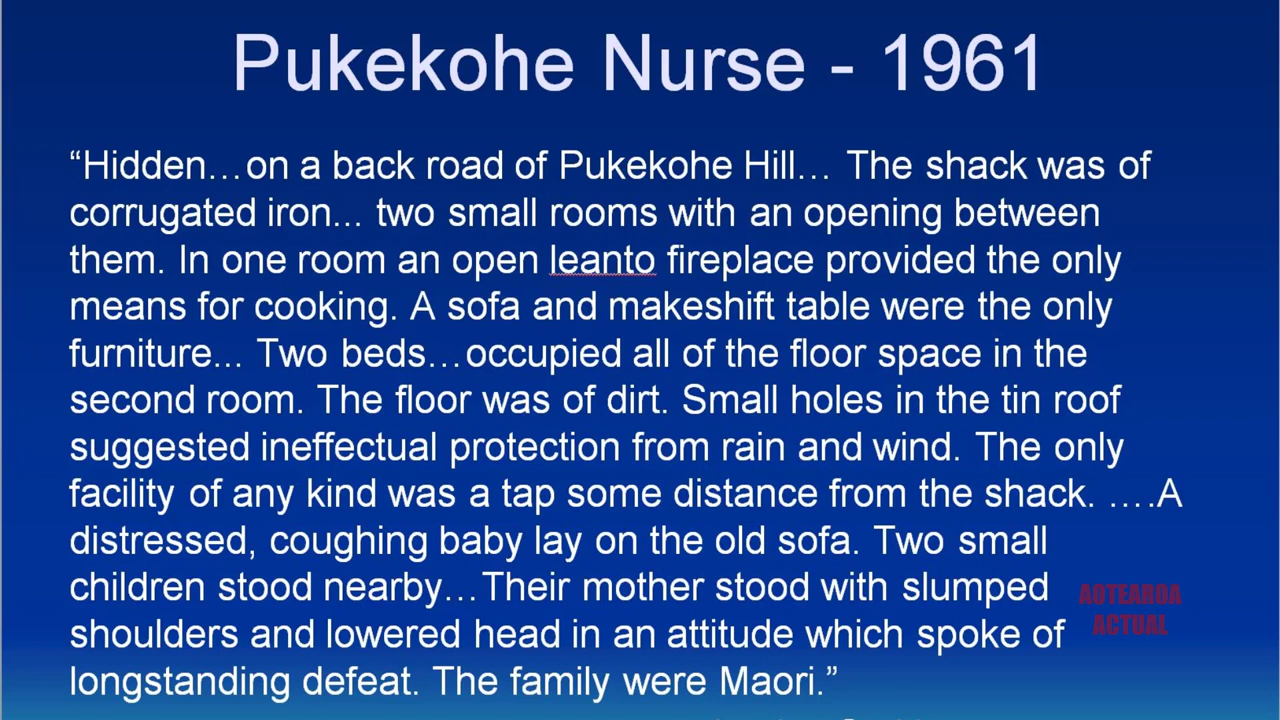 Pukekohe Nurse - 1961
“Hidden…on a back road of Pukekohe Hill… The shack was of
corrugated iron... two small rooms with an opening between
them. In one room an open leanto fireplace provided the only
means for cooking. A sofa and makeshift table were the only
furniture... Two beds…occupied all of the floor space in the
second room. The floor was of dirt. Small holes in the tin roof
suggested ineffectual protection from rain and wind. The only
facility of any kind was a tap some distance from the shack. ….A
distressed, coughing baby lay on the old sofa. Two small
children stood nearby…Their mother stood with slumped
shoulders and lowered head in an attitude which spoke of
longstanding defeat. The family were Maori.”
AOTEAROA
ACTUAL